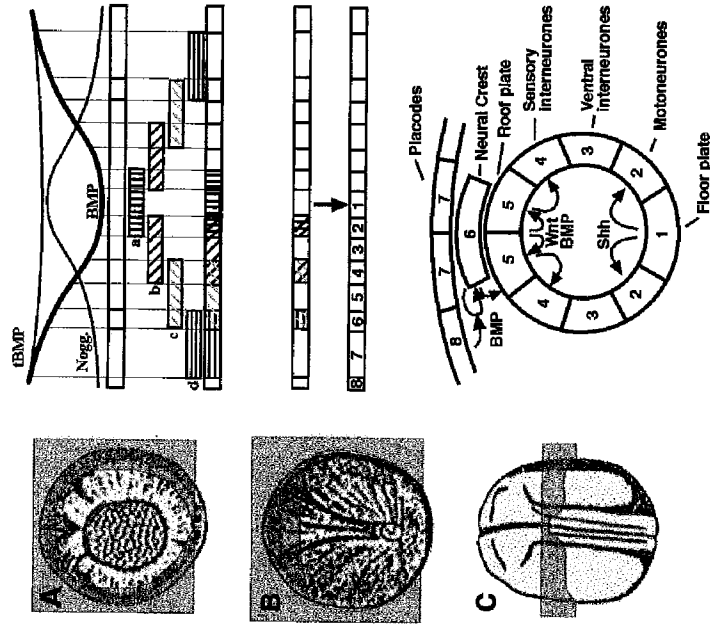 A
tBMP
Nogg.
BMP
a
b
c
d
B
8 7 6 5 4 3 2 1
C
Placodes
Neural Crest
Roof plate
Sensory
Interneurones
Ventral
interneurones
Motoneurones
Floor plate
8 7 7
6
5 5
4 4
3 3
2 2
1
BMP
Wnt
BMP
Shh